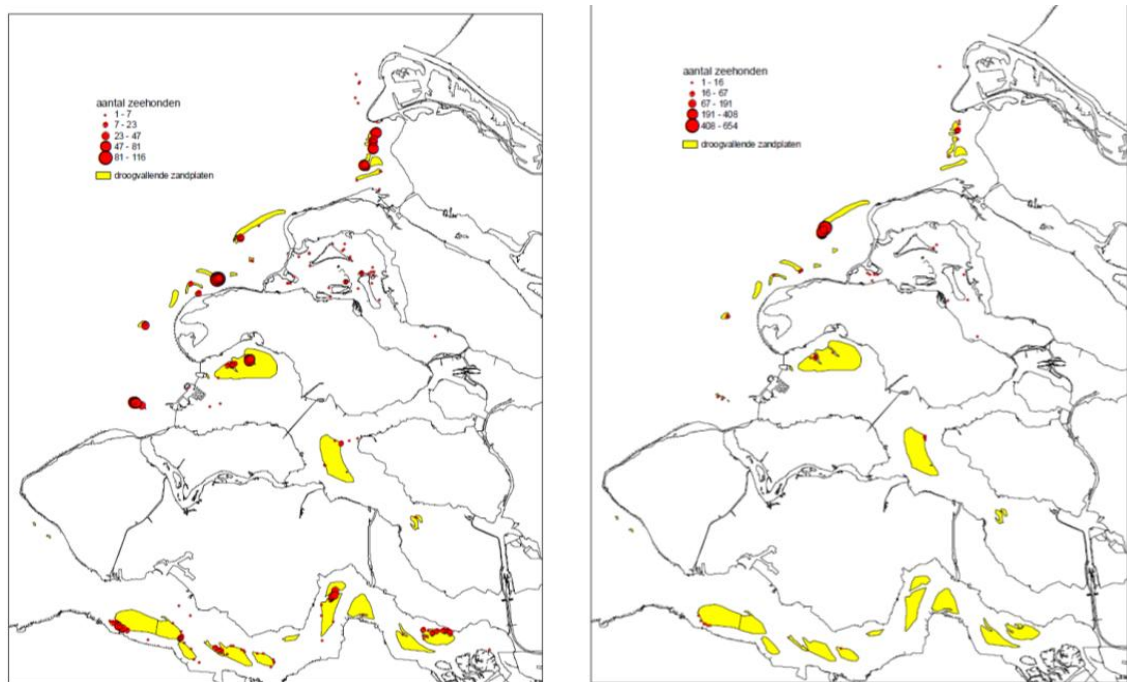 aantal zeehonden
1 - 7
7 - 23
23 - 47
47 - 81
81 - 116
droogvallende zandplaten
aantal zeehonden
1 - 16
16 - 67
67 - 191
191 - 408
408 - 654
droogvallende zandplaten